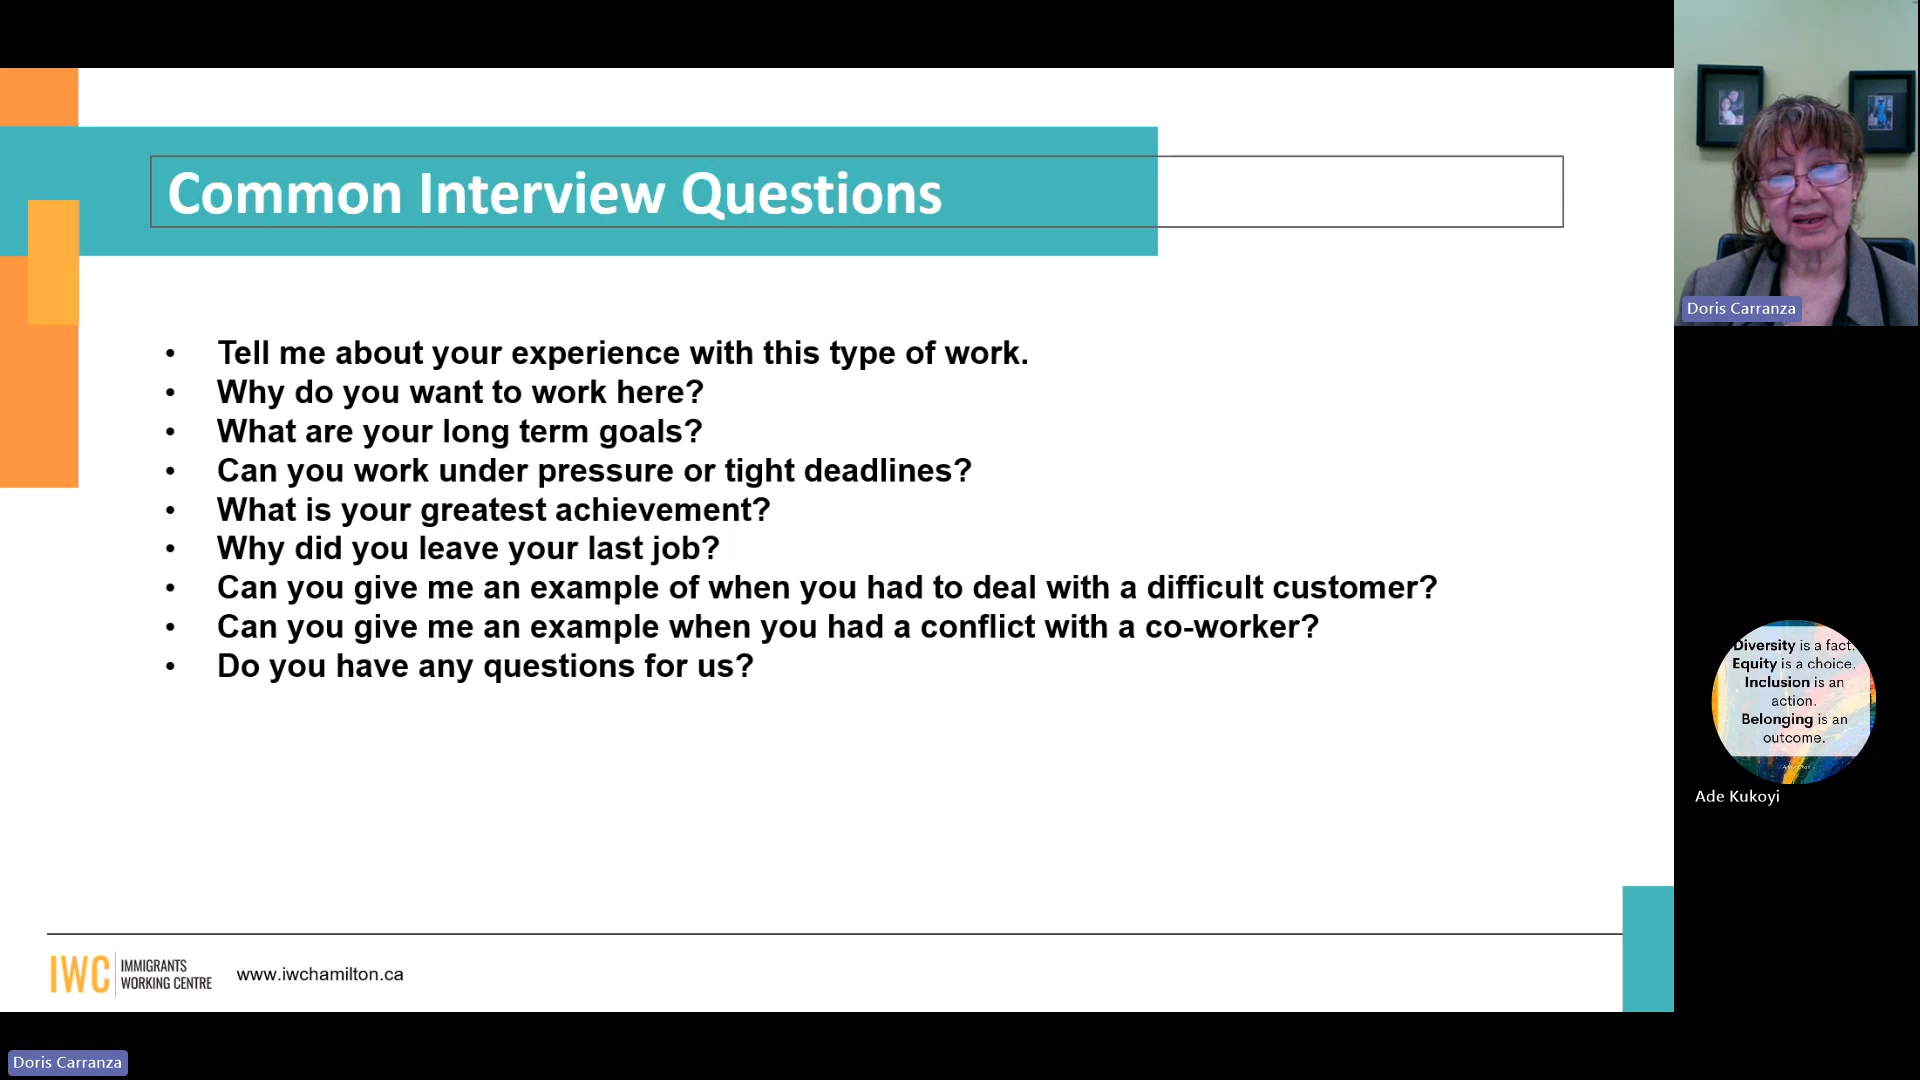 Common Interview Questions
• Tell me about your experience with this type of work.
• Why do you want to work here?
• What are your long term goals?
• Can you work under pressure or tight deadlines?
• What is your greatest achievement?
• Why did you leave your last job?
• Can you give me an example of when you had to deal with a difficult customer?
• Can you give me an example when you had a conflict with a co-worker?
• Do you have any questions for us?
IWC
IMMIGRANTS
WORKING CENTRE
www.iwchamilton.ca
Doris Carranza
Doris Carranza
Diversity is a fact.
Equity is a choice.
Inclusion is an
action.
Belonging is an
outcome.
Ade Kukoyi